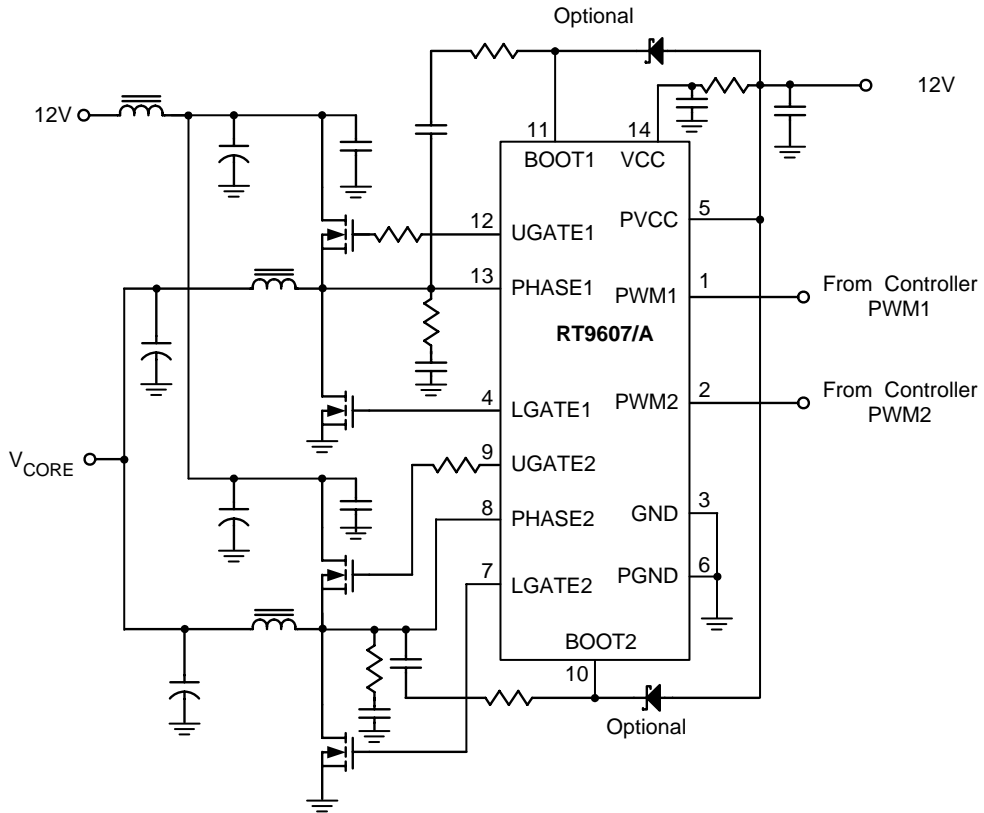 Optional
12V
12V
11
14
BOOT1
VCC
12
UGATE1
PVCC
5
13
PHASE1
PWM1
1
From Controller
PWM1
RT9607/A
4
LGATE1
PWM2
2
From Controller
PWM2
VCORE
9
UGATE2
8
PHASE2
GND
3
7
LGATE2
PGND
6
BOOT2
10
Optional